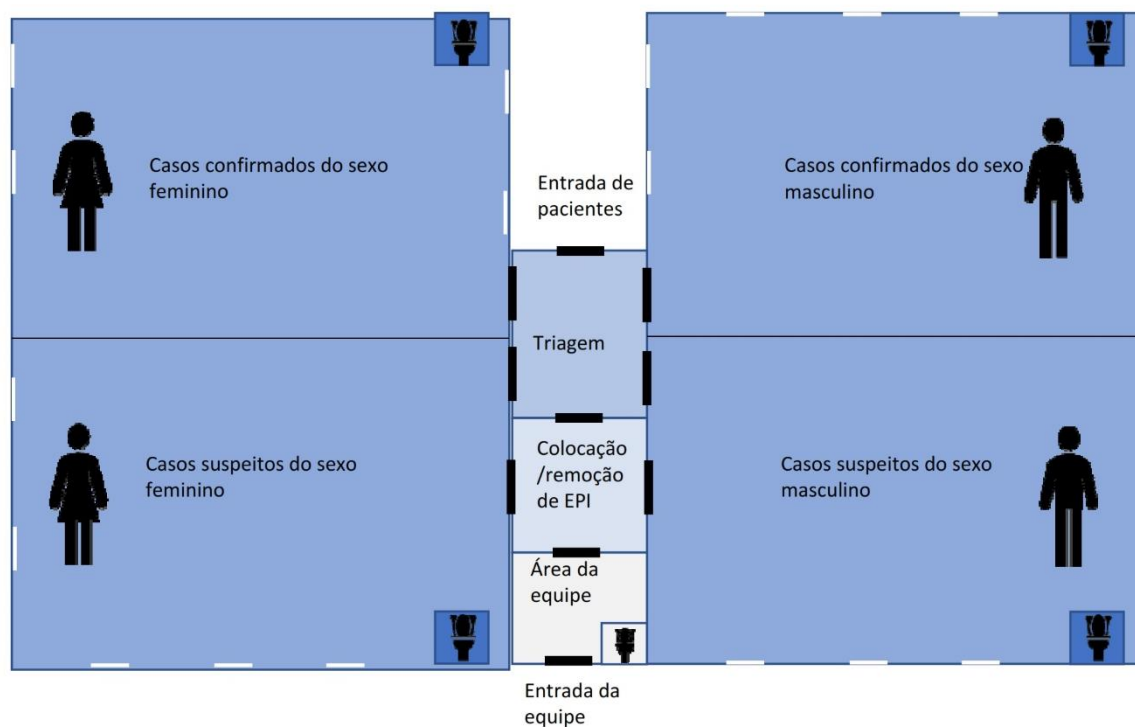 Casos confirmados do sexo
feminino
Entrada de
pacientes
Casos confirmados do sexo
masculino
Triagem
Casos suspeitos do sexo
feminino
Colocação
/remoção
de EPI
Casos suspeitos do sexo
masculino
Área da
equipe
Entrada da
equipe